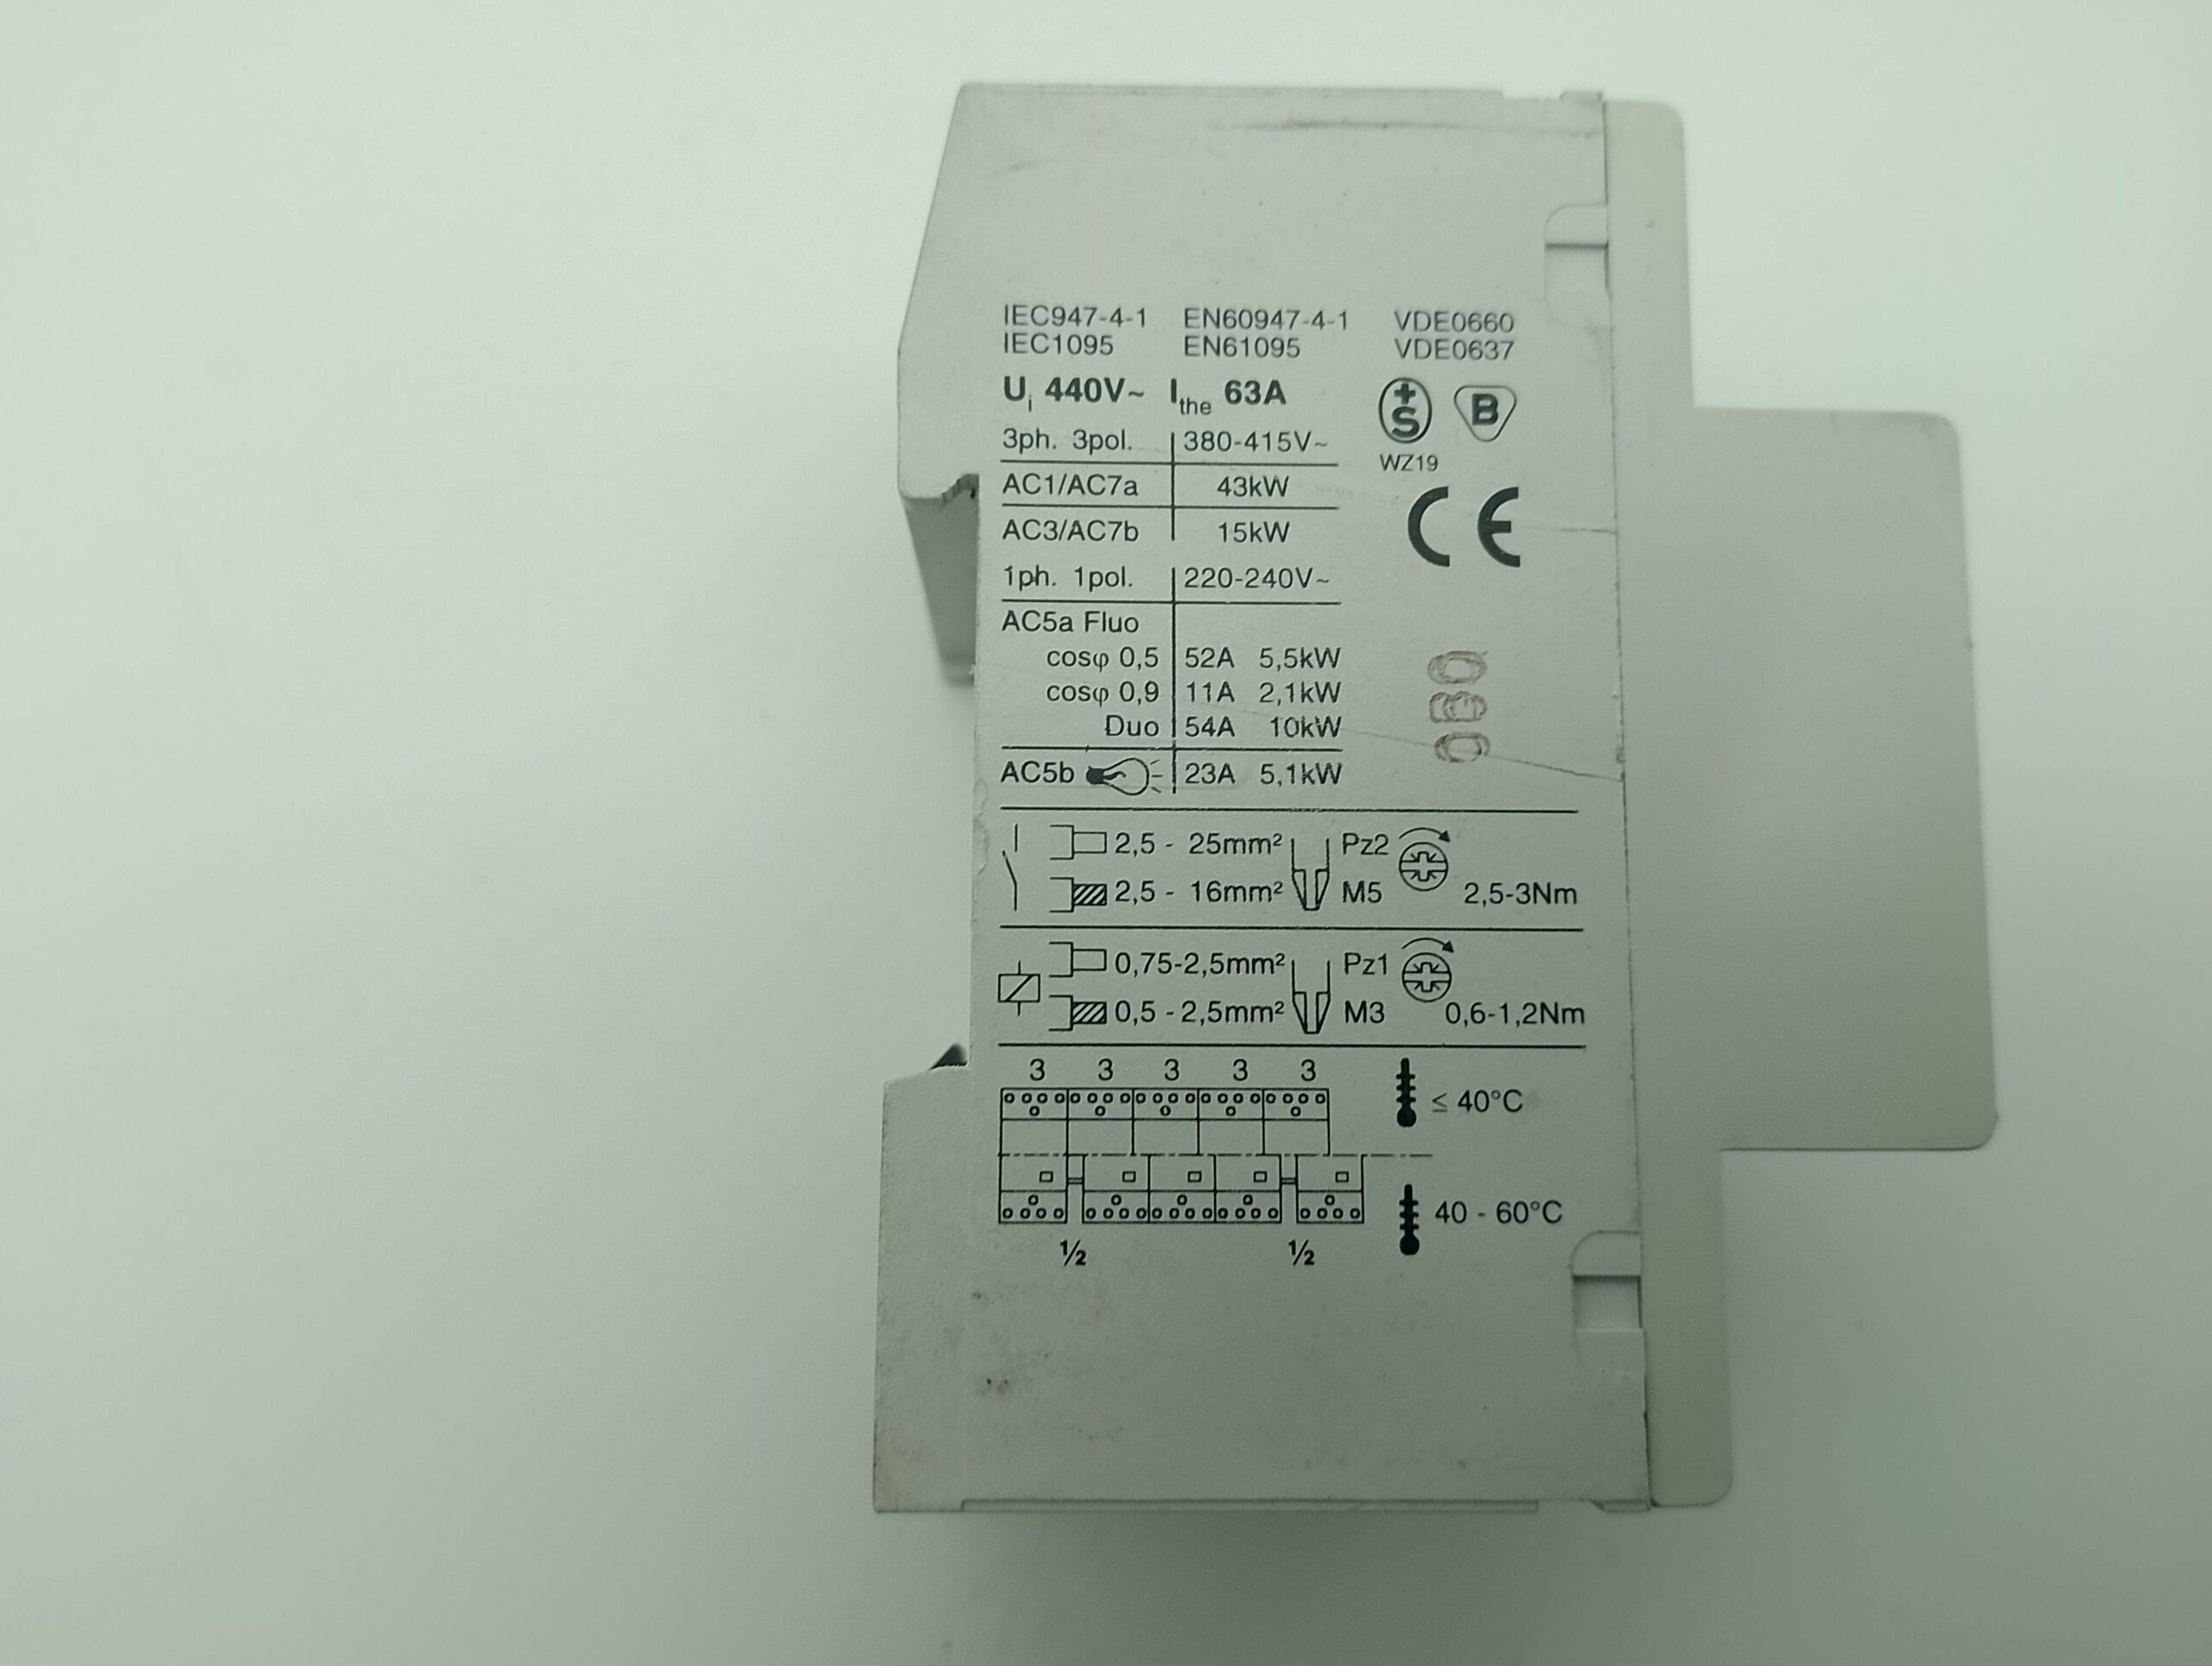 IEC947-4-1 EN60947-4-1 VDE0660
IEC1095 EN61095 VDE0637
Ui 440V~ Ithe 63A
+S B
3ph. 3pol. 380-415V~
WZ19
AC1/AC7a 43kW
CE
AC3/AC7b 15kW
1ph. 1pol. 220-240V~
AC5a Fluo
cosφ 0,5 52A 5,5kW
cosφ 0,9 11A 2,1kW
Duo 54A 10kW
AC5b 23A 5,1kW
2,5 - 25mm² Pz2
2,5 - 16mm² M5 2,5-3Nm
0,75-2,5mm² Pz1
0,5 - 2,5mm² M3 0,6-1,2Nm
3 3 3 3 3
≤ 40°C
40 - 60°C
½ ½